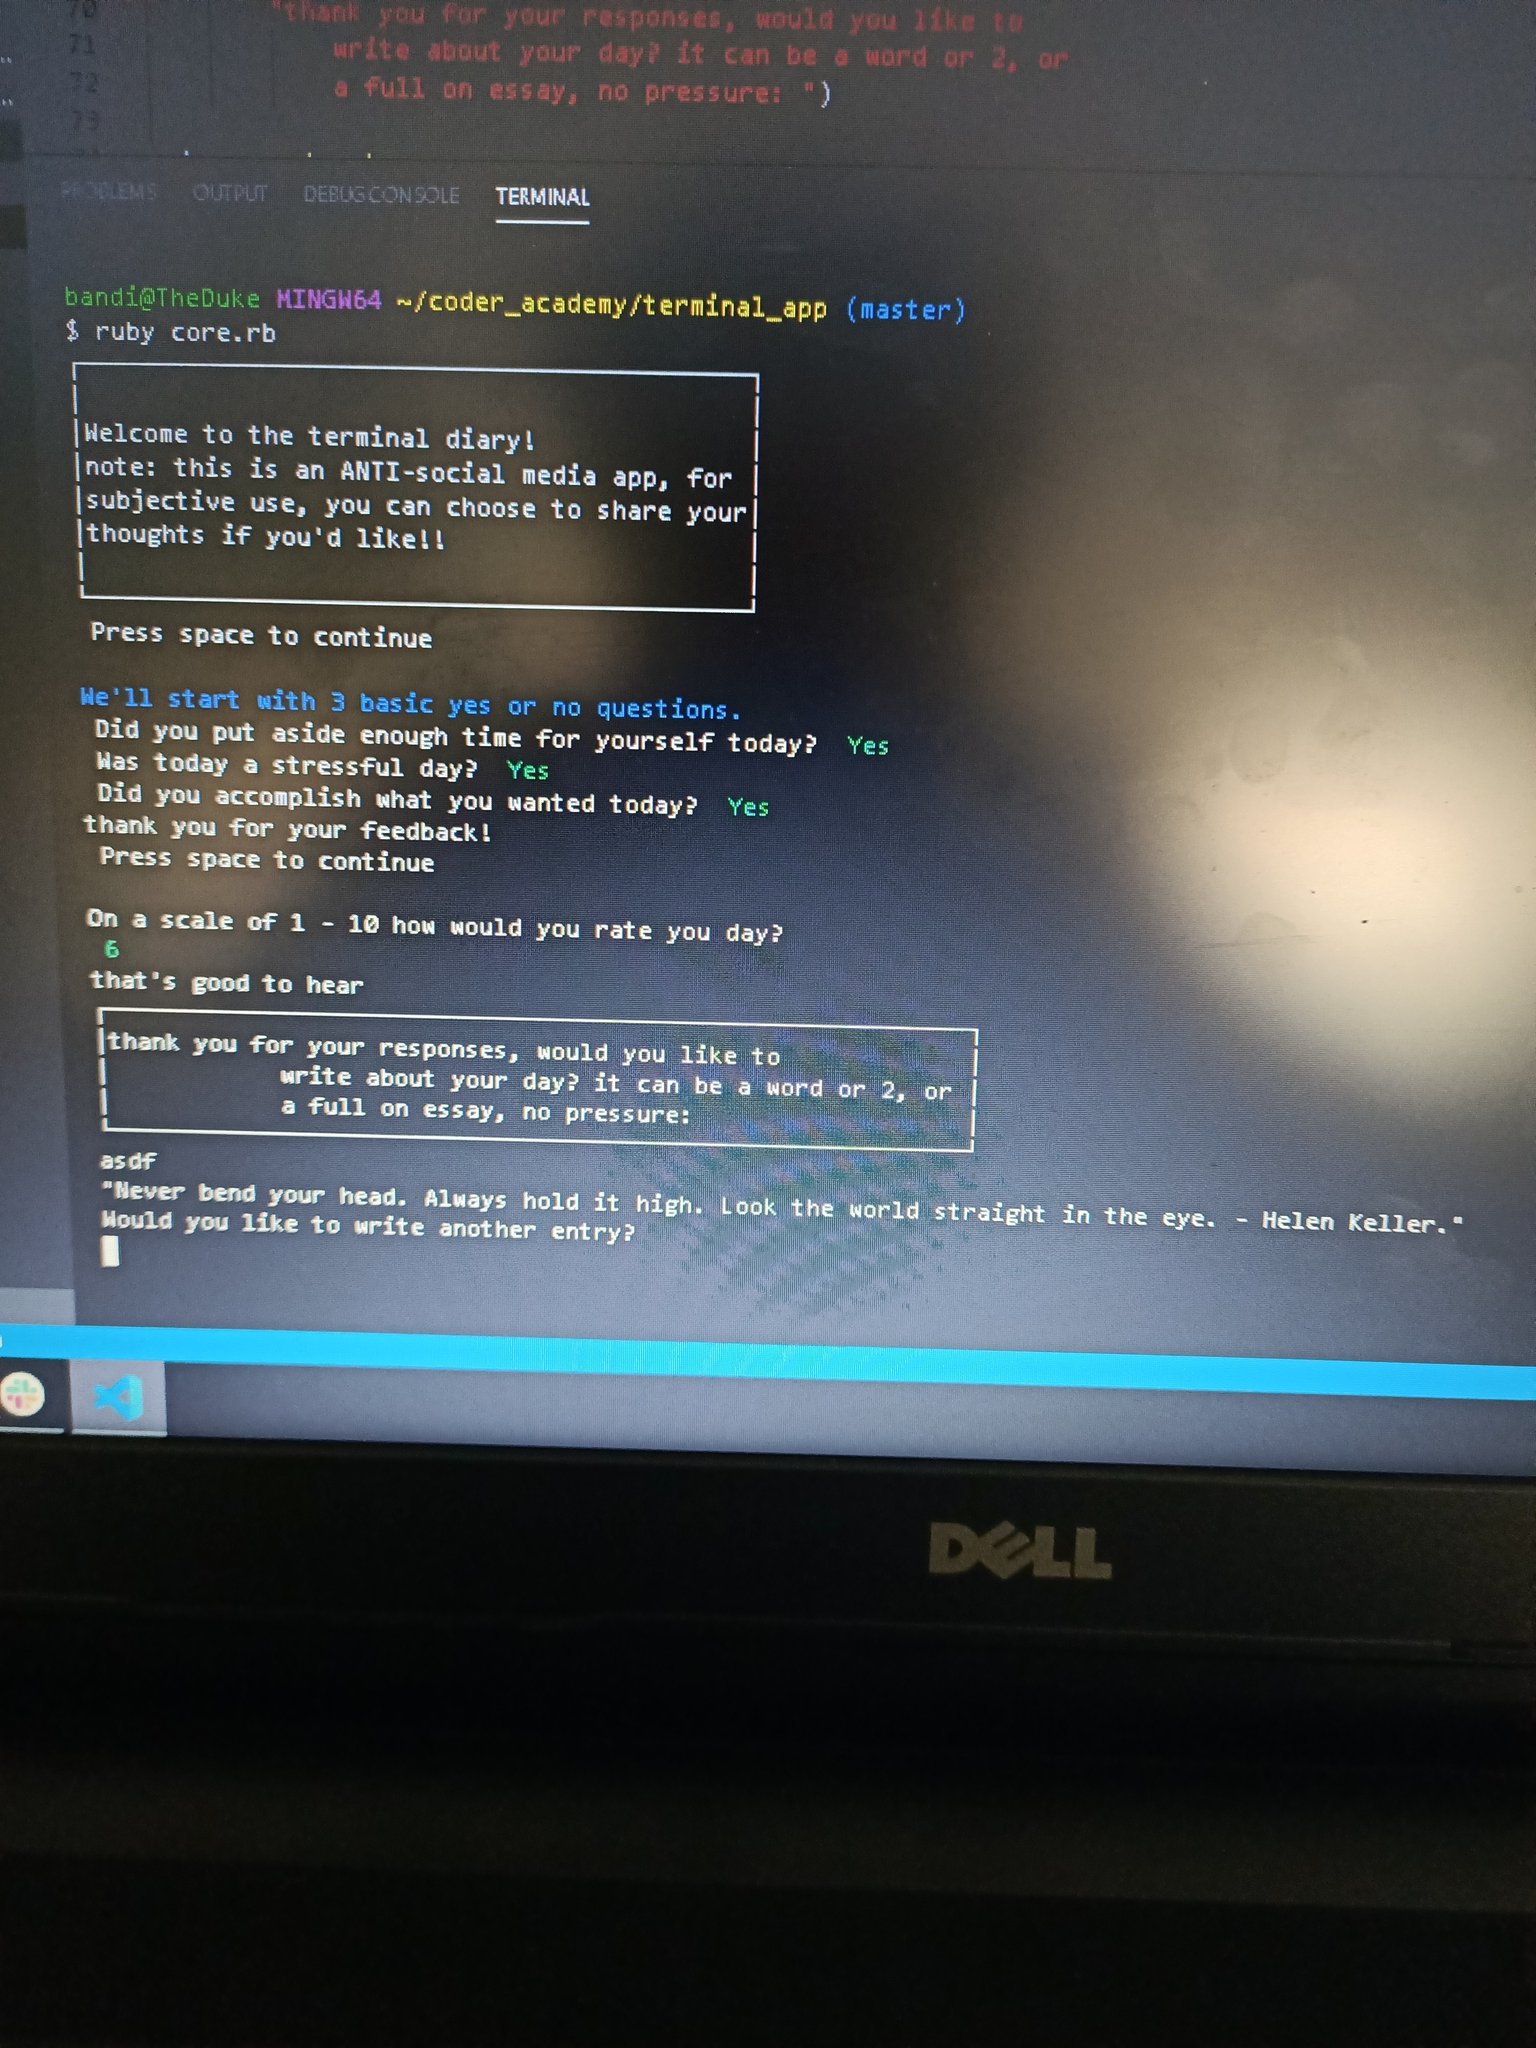 70
"thank you for your responses, would you like to
71
write about your day? it can be a word or 2, or
72
a full on essay, no pressure: ")
73
PROBLEMS OUTPUT DEBUG CONSOLE TERMINAL
bandi@TheDuke MINGW64 ~/coder_academy/terminal_app (master)
$ ruby core.rb
Welcome to the terminal diary!
note: this is an ANTI-social media app, for
subjective use, you can choose to share your
thoughts if you'd like!!
Press space to continue
We'll start with 3 basic yes or no questions.
Did you put aside enough time for yourself today? Yes
Was today a stressful day? Yes
Did you accomplish what you wanted today? Yes
thank you for your feedback!
Press space to continue
On a scale of 1 - 10 how would you rate you day?
6
that's good to hear
thank you for your responses, would you like to
write about your day? it can be a word or 2, or
a full on essay, no pressure:
asdf
"Never bend your head. Always hold it high. Look the world straight in the eye. - Helen Keller."
Would you like to write another entry?
DELL